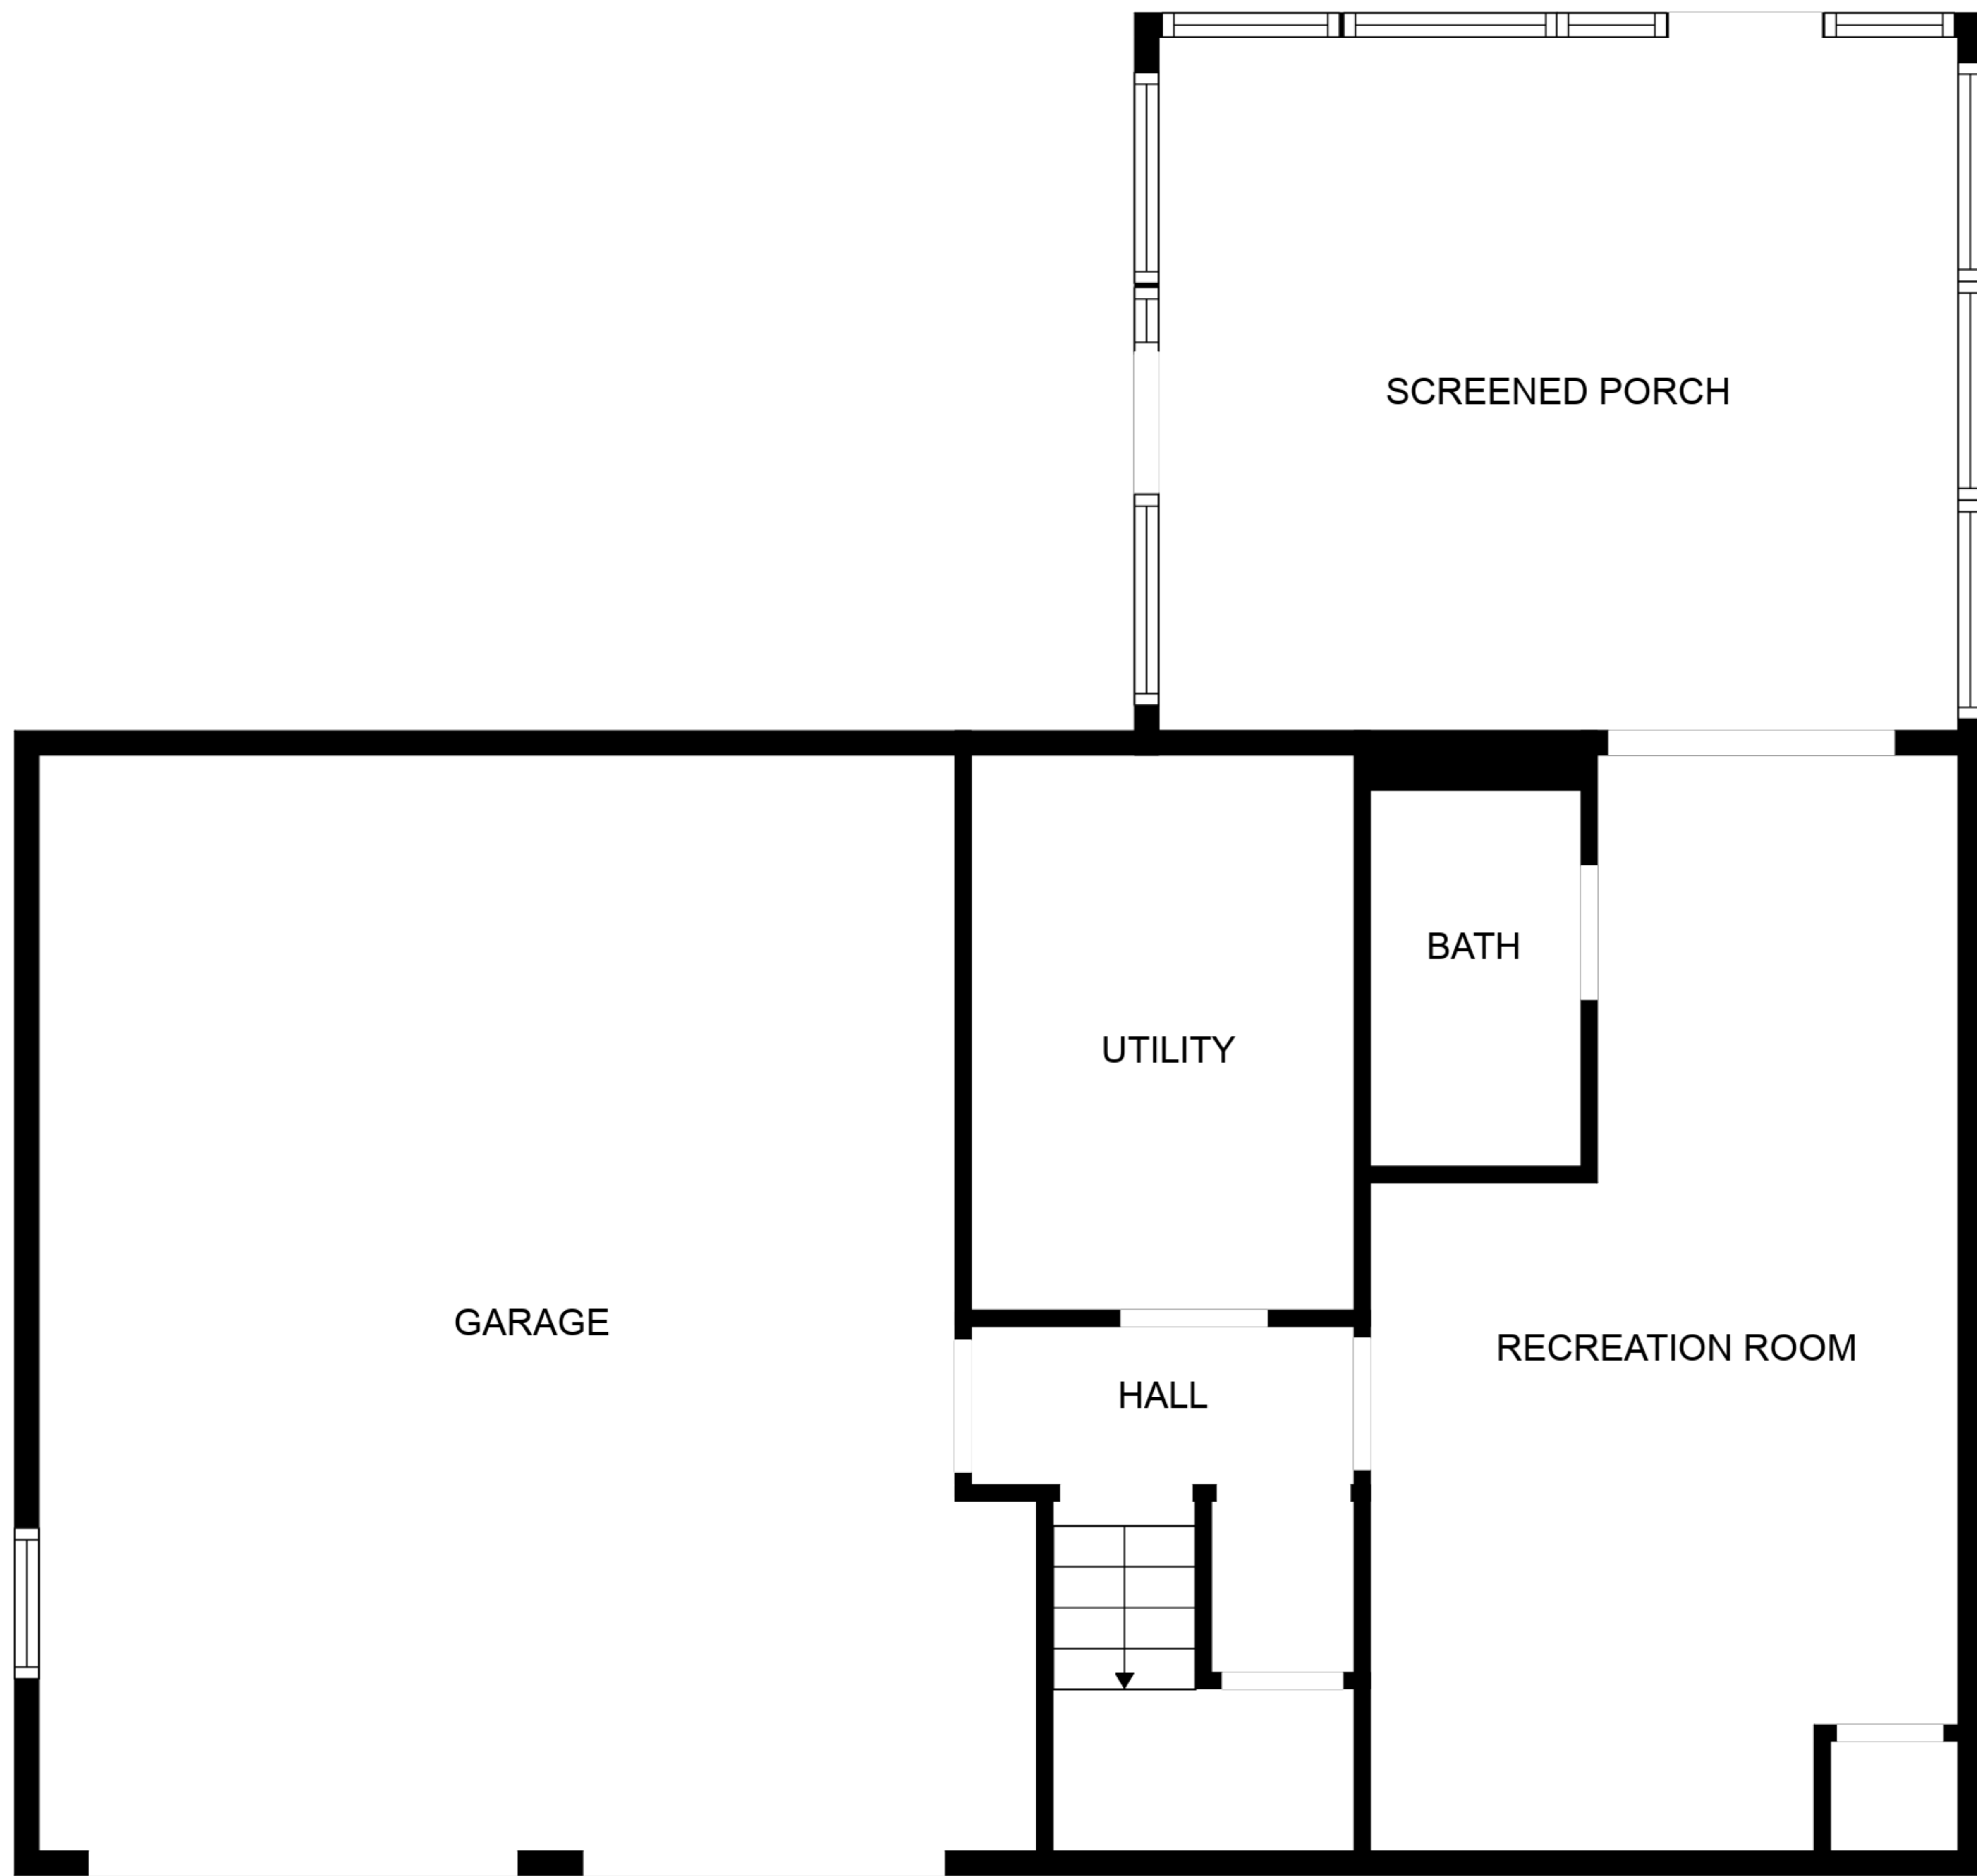 SCREENED PORCH
BATH
UTILITY
GARAGE
RECREATION ROOM
HALL